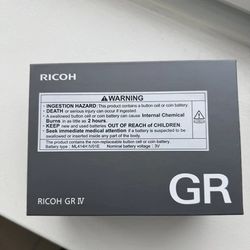 RICOH
⚠WARNING
• INGESTION HAZARD: This product contains a button cell or coin battery.
• DEATH or serious injury can occur if ingested.
• A swallowed button cell or coin battery can cause Internal Chemical
Burns in as little as 2 hours.
• KEEP new and used batteries OUT OF REACH OF CHILDREN.
• Seek immediate medical attention if a battery is suspected to be
swallowed or inserted inside any part of the body.
This product contains the non-replaceable button cell or coin battery.
Battery type : ML414H IV01E Nominal battery voltage : 3V
RICOH GR IV
GR